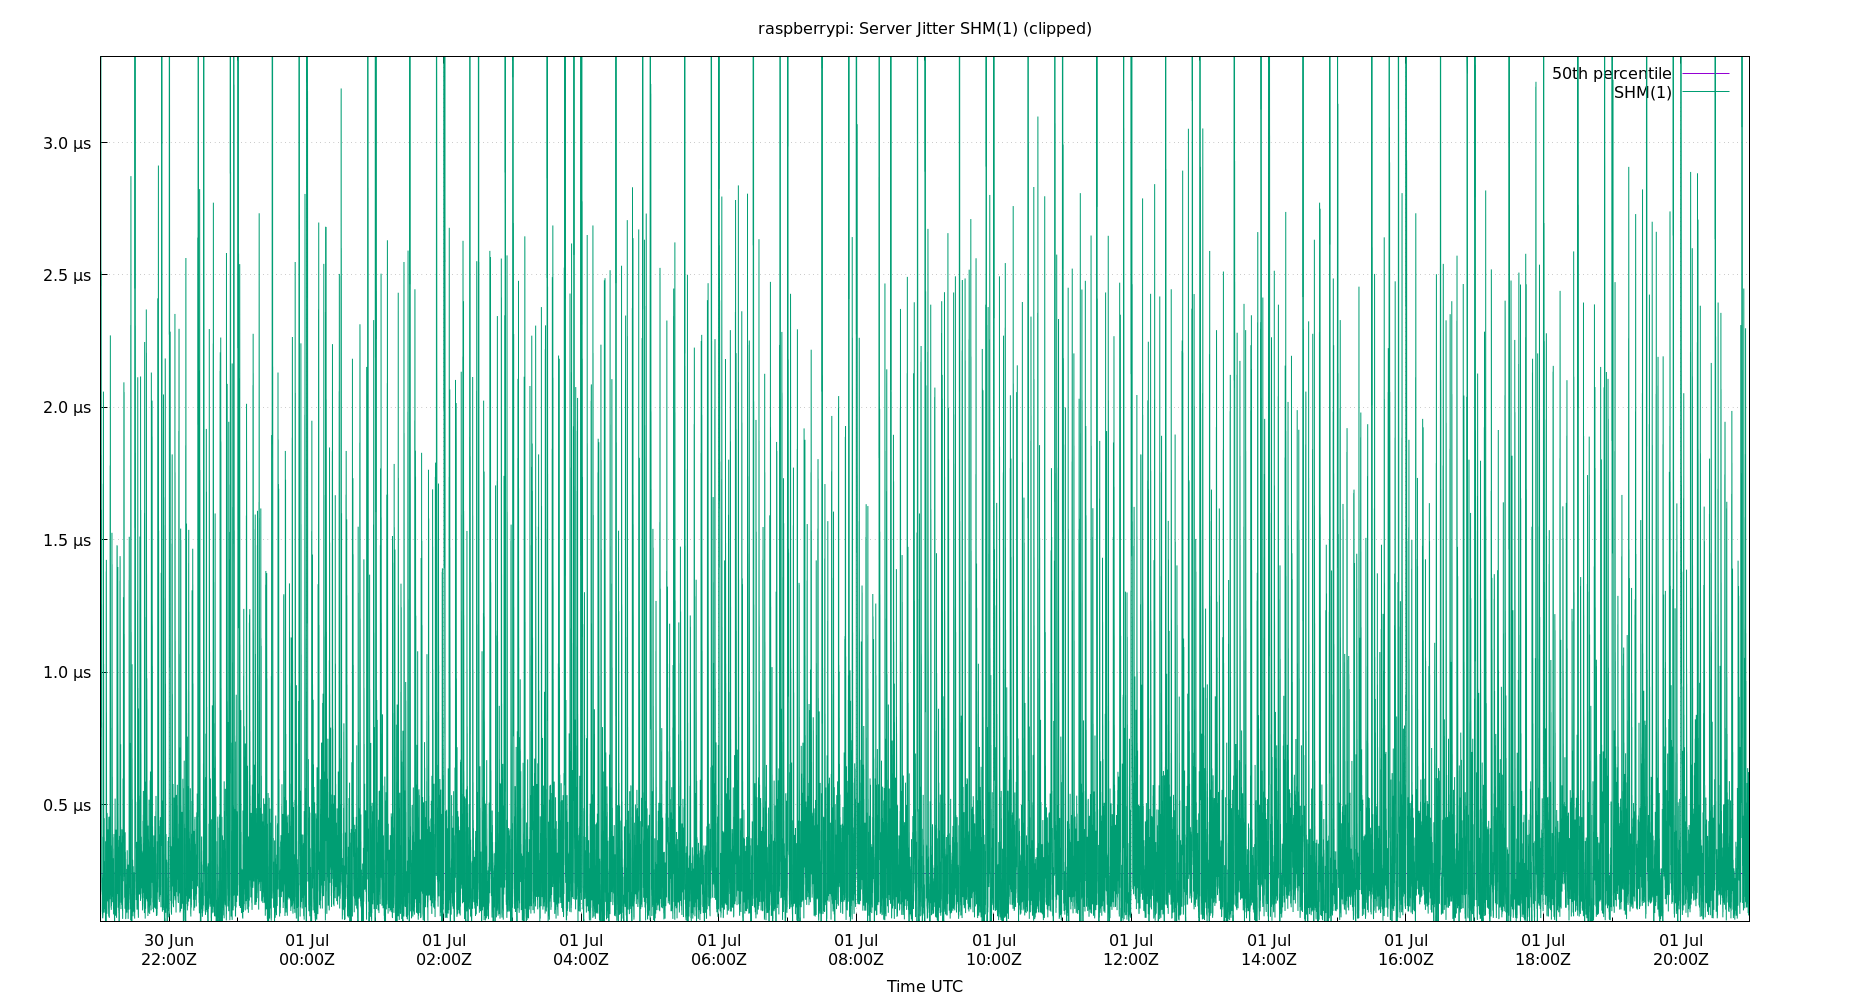 raspberrypi: Server Jitter SHM(1) (clipped)
50th percentile
SHM(1)
3.0 μs
2.5 μs
2.0 μs
1.5 μs
1.0 μs
0.5 μs
30 Jun 01 Jul 01 Jul 01 Jul 01 Jul 01 Jul 01 Jul 01 Jul 01 Jul 01 Jul 01 Jul 01 Jul
22:00Z 00:00Z 02:00Z 04:00Z 06:00Z 08:00Z 10:00Z 12:00Z 14:00Z 16:00Z 18:00Z 20:00Z
Time UTC